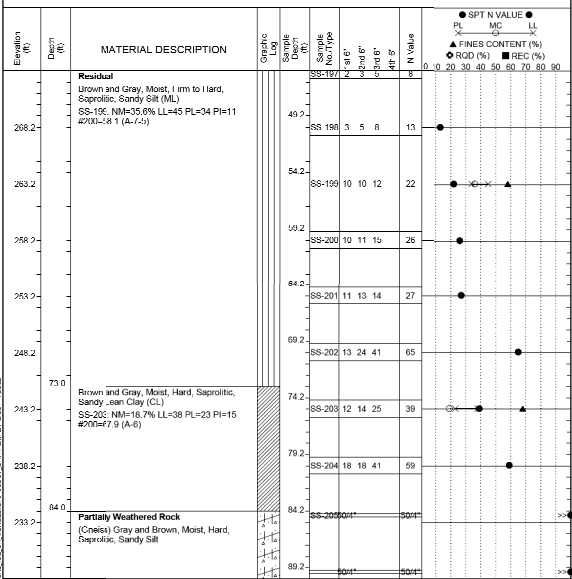 ● SPT N VALUE ●
PL MC LL
▲ FINES CONTENT (%)
RQD (%) ■ REC (%)
Elevation (ft)
Depth (ft)
MATERIAL DESCRIPTION
Graphic Log
Sample Depth (ft)
Sample No./Type
1st 6"
2nd 6"
3rd 6"
4th 6"
N Value
0 10 20 30 40 50 60 70 80 90
Residual
Brown and Gray, Moist, Firm to Hard,
Saprolitic, Sandy Silt (ML)
SS-199: NM=35.6% LL=45 PL=34 PI=11
#200=58.1 (A-7-5)
SS-197 2 3 5 8
49.2
268.2 SS-198 3 5 8 13
54.2
263.2 SS-199 10 10 12 22
59.2
258.2 SS-200 10 11 15 26
64.2
253.2 SS-201 11 13 14 27
69.2
248.2 SS-202 13 24 41 65
73.0
Brown and Gray, Moist, Hard, Saprolitic,
Sandy Lean Clay (CL)
SS-203: NM=18.7% LL=38 PL=23 PI=15
#200=67.9 (A-6)
74.2
243.2 SS-203 12 14 25 39
79.2
238.2 SS-204 18 18 41 59
84.0
Partially Weathered Rock
(Gneiss) Gray and Brown, Moist, Hard,
Saprolitic, Sandy Silt
84.2
233.2 SS-205 50/4" 50/4" >>
89.2
50/4" 50/4" >>